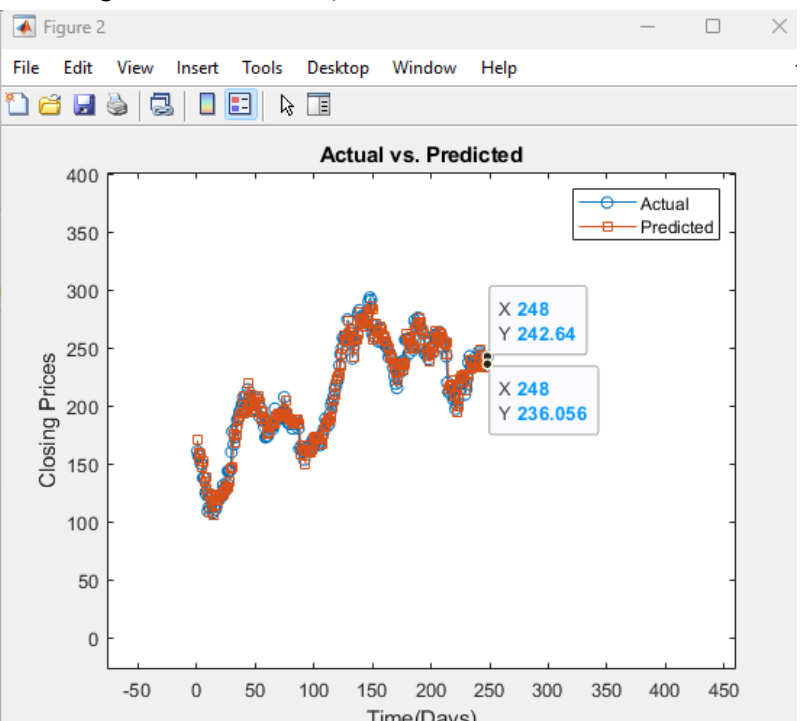 Figure 2
File Edit View Insert Tools Desktop Window Help
Actual vs. Predicted
400
350
300
250
200
150
100
50
0
Closing Prices
Actual
Predicted
X 248
Y 242.64
X 248
Y 236.056
-50 0 50 100 150 200 250 300 350 400 450
Time(Days)